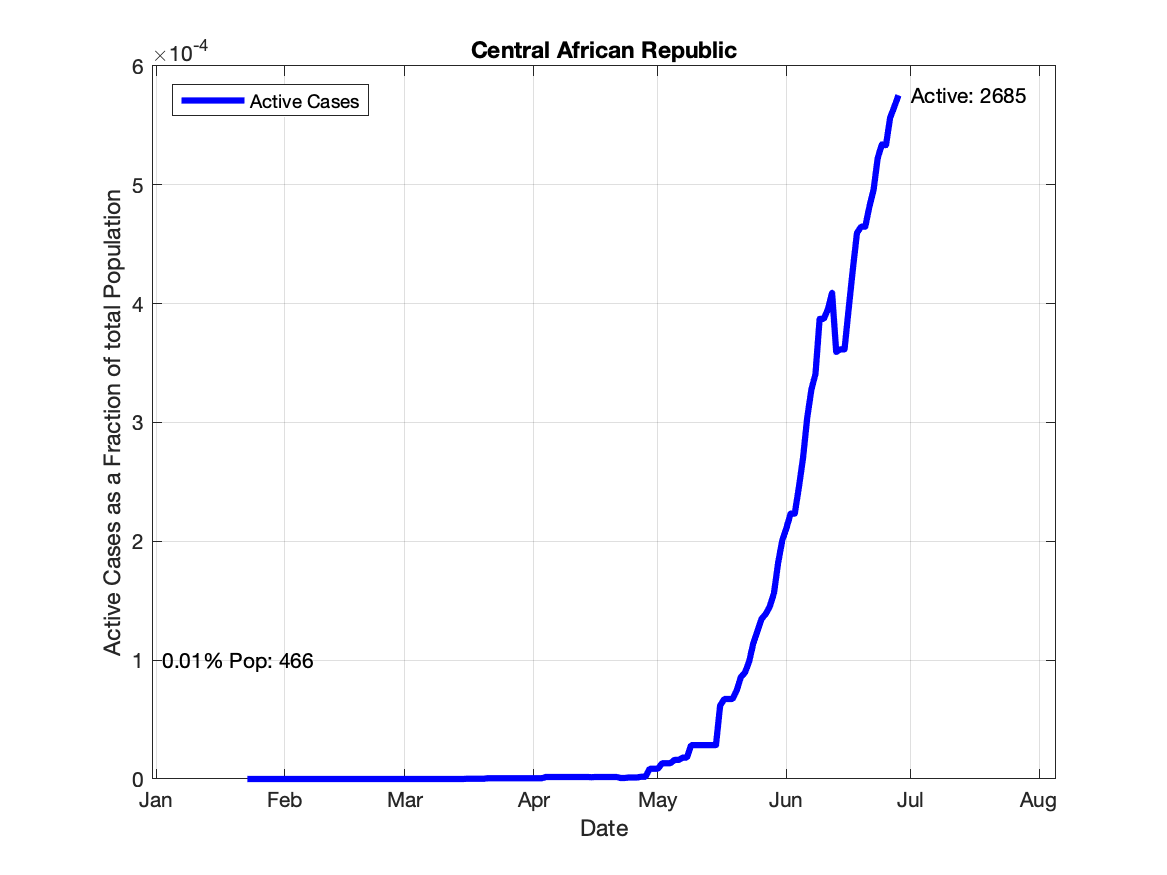 Central African Republic
×10-4
Active Cases
Active: 2685
6
5
4
3
2
1
0
0.01% Pop: 466
Active Cases as a Fraction of total Population
Jan Feb Mar Apr May Jun Jul Aug
Date